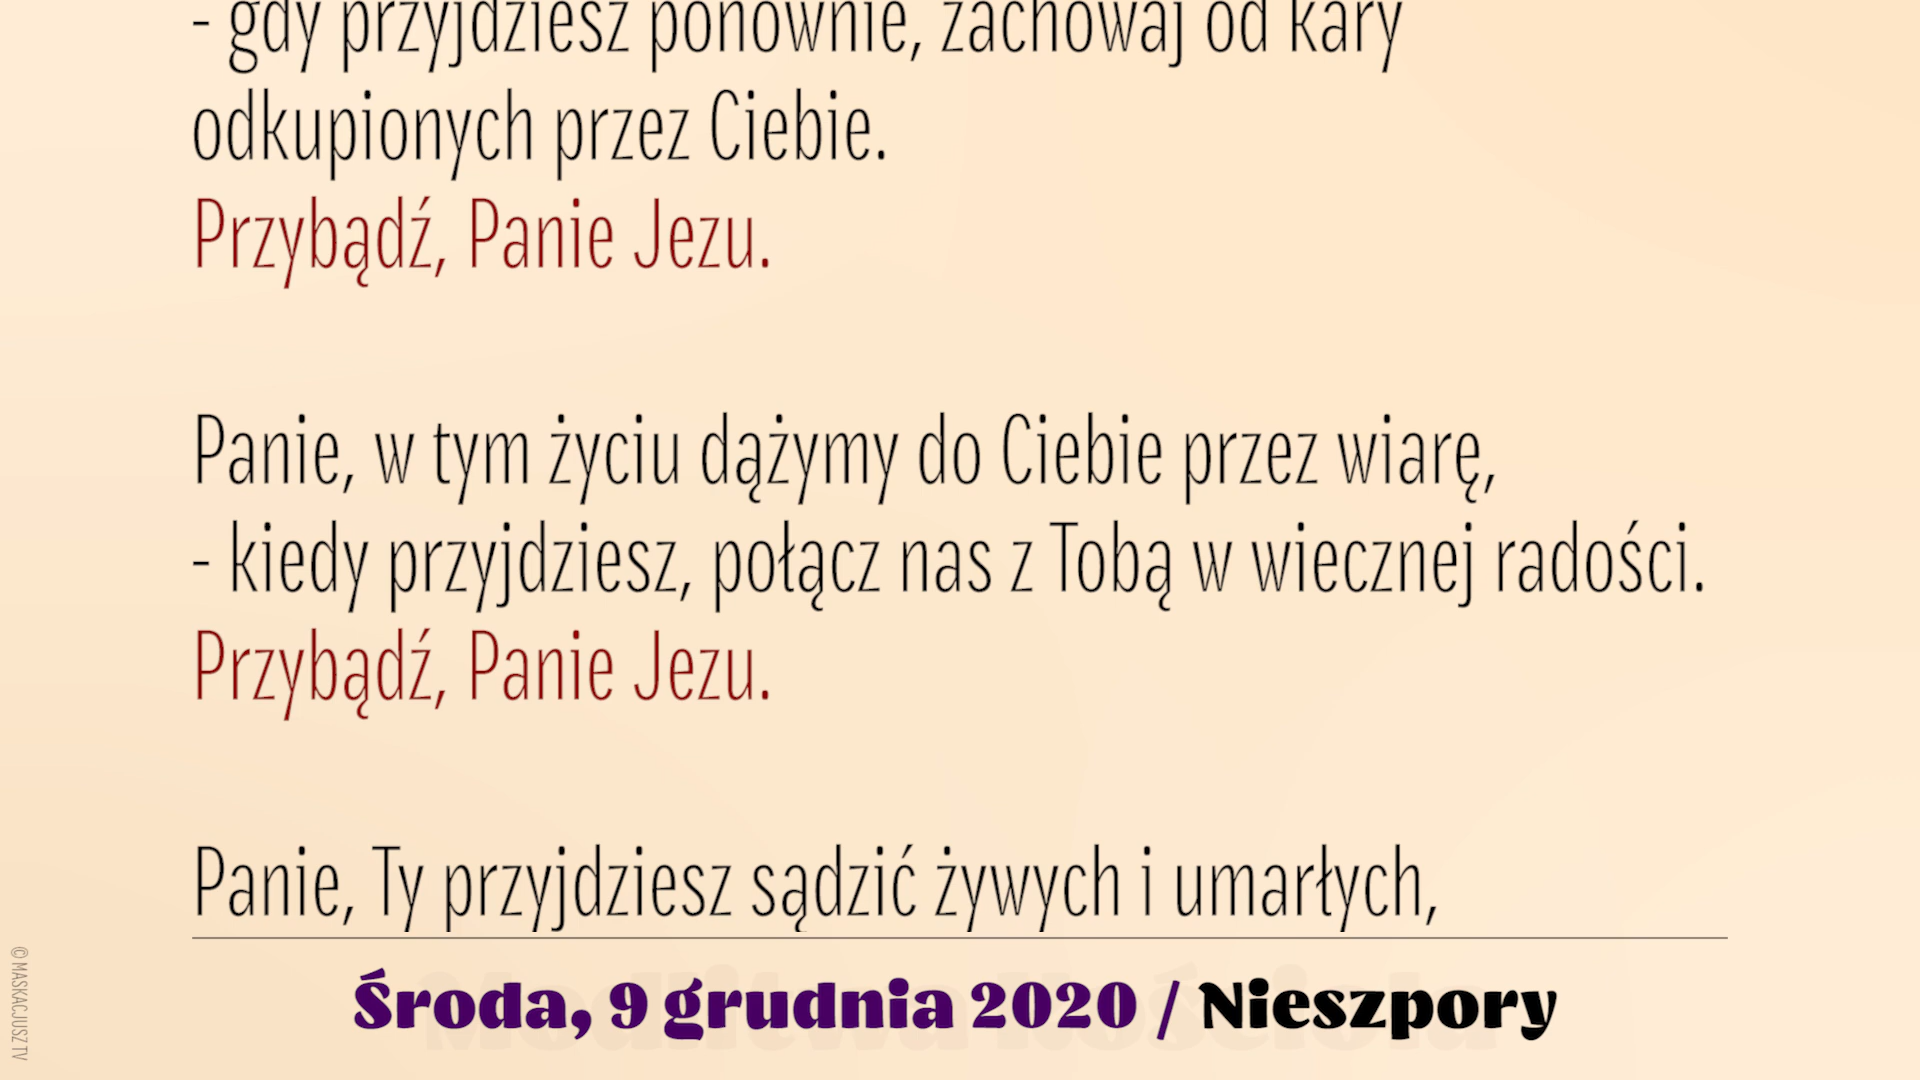 - gdy przyjdziesz ponownie, zachowaj od kary
odkupionych przez Ciebie.
Przybądź, Panie Jezu.
Panie, w tym życiu dążymy do Ciebie przez wiarę,
- kiedy przyjdziesz, połącz nas z Tobą w wiecznej radości.
Przybądź, Panie Jezu.
Panie, Ty przyjdziesz sądzić żywych i umarłych,
Środa, 9 grudnia 2020 / Nieszpory
© MASKACJUSZ TV